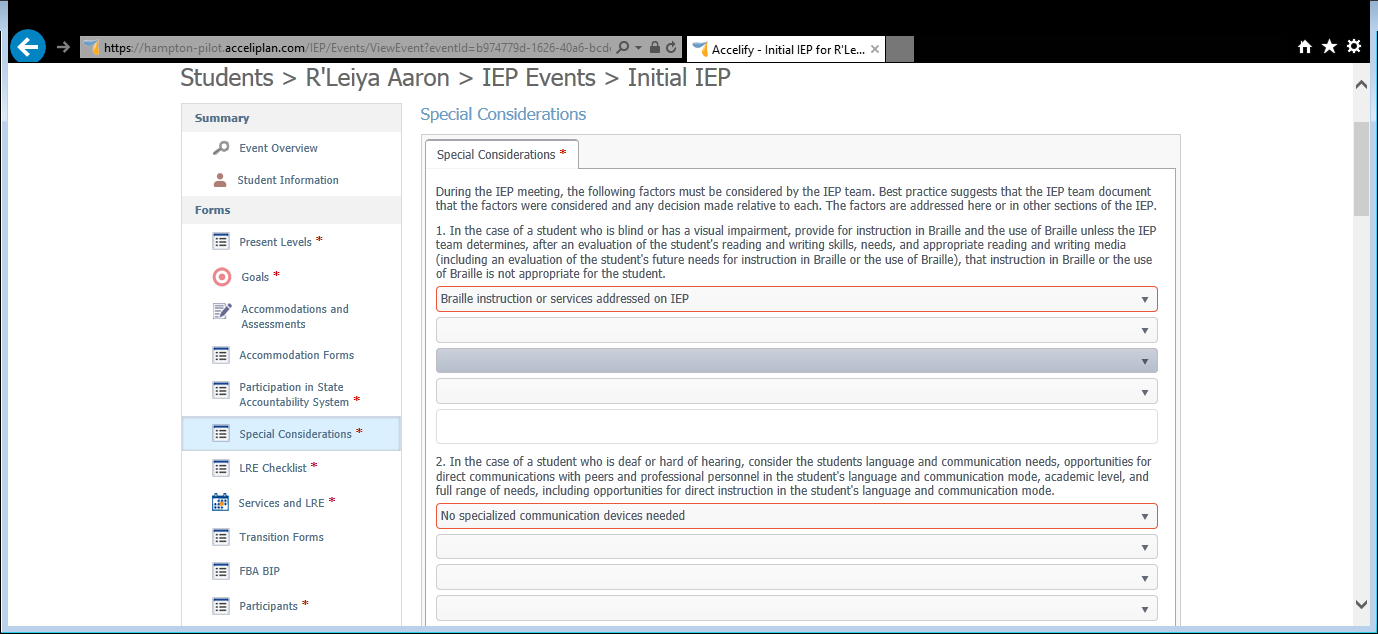 https://hampton-pilot.acceliplan.com/IEP/Events/ViewEvent?eventId=b974779d-1626-40a6-bcd
Accelify - Initial IEP for R'Le...
Students > R'Leiya Aaron > IEP Events > Initial IEP
Summary
Event Overview
Student Information
Forms
Present Levels *
Goals *
Accommodations and
Assessments
Accommodation Forms
Participation in State
Accountability System *
Special Considerations *
LRE Checklist *
Services and LRE *
Transition Forms
FBA BIP
Participants *
Special Considerations
Special Considerations *
During the IEP meeting, the following factors must be considered by the IEP team. Best practice suggests that the IEP team document
that the factors were considered and any decision made relative to each. The factors are addressed here or in other sections of the IEP.
1. In the case of a student who is blind or has a visual impairment, provide for instruction in Braille and the use of Braille unless the IEP
team determines, after an evaluation of the student's reading and writing skills, needs, and appropriate reading and writing media
(including an evaluation of the student's future needs for instruction in Braille or the use of Braille), that instruction in Braille or the use
of Braille is not appropriate for the student.
Braille instruction or services addressed on IEP
2. In the case of a student who is deaf or hard of hearing, consider the students language and communication needs, opportunities for
direct communications with peers and professional personnel in the student's language and communication mode, academic level, and
full range of needs, including opportunities for direct instruction in the student's language and communication mode.
No specialized communication devices needed